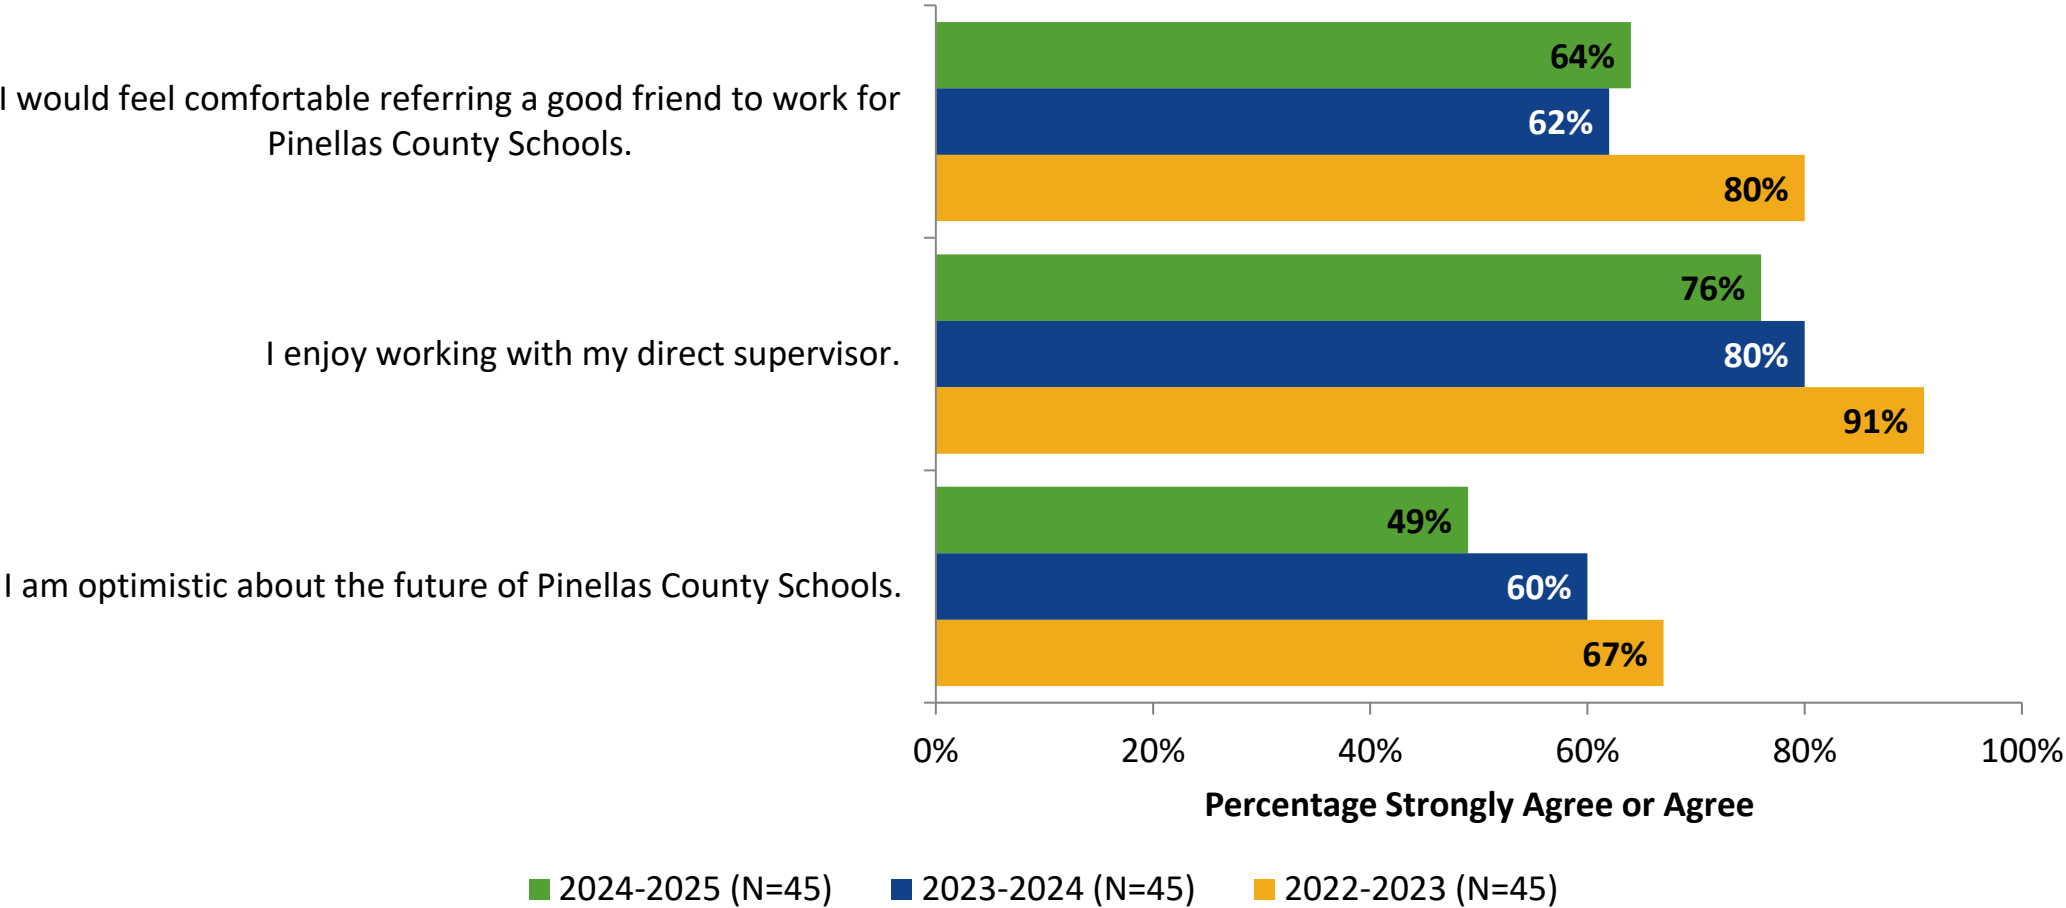 I would feel comfortable referring a good friend to work for
Pinellas County Schools.
64%
62%
80%
I enjoy working with my direct supervisor.
76%
80%
91%
I am optimistic about the future of Pinellas County Schools.
49%
60%
67%
0% 20% 40% 60% 80% 100%
Percentage Strongly Agree or Agree
2024-2025 (N=45) 2023-2024 (N=45) 2022-2023 (N=45)